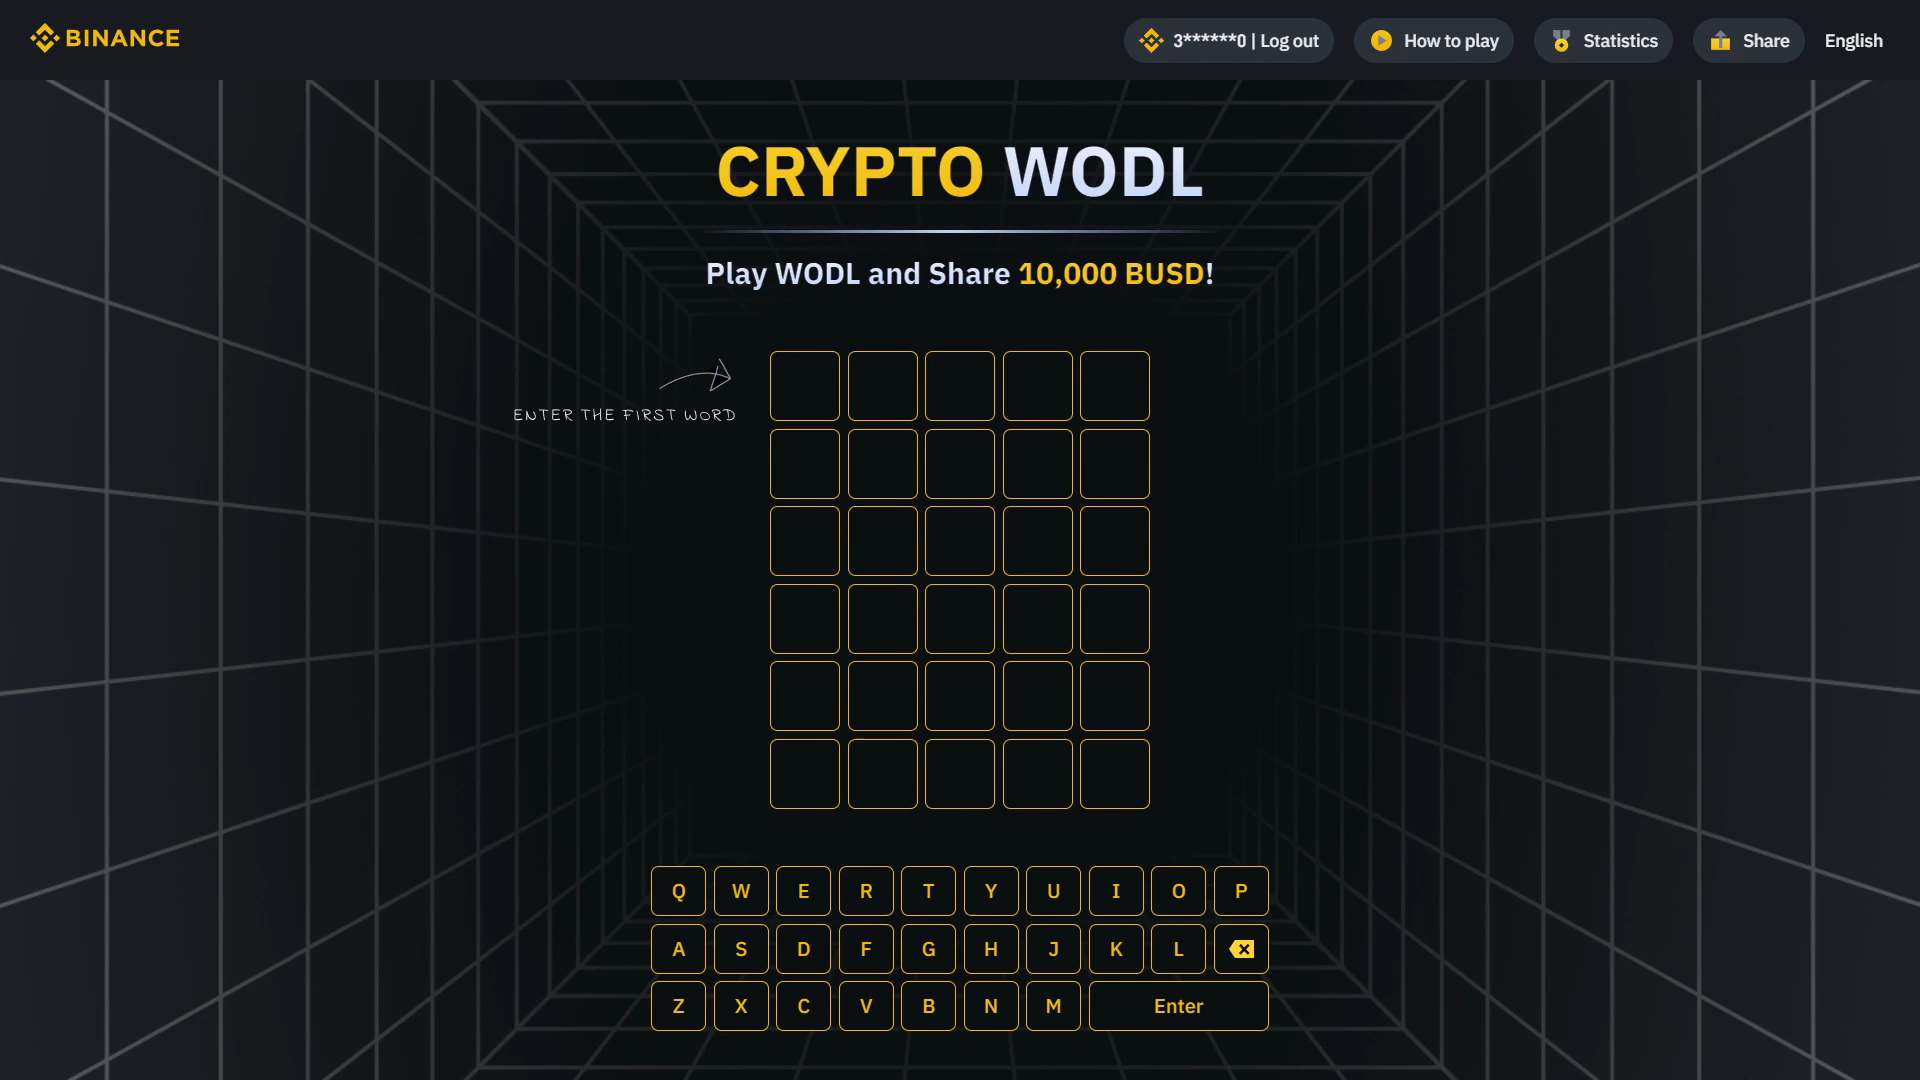 BINANCE
3******0 | Log out
How to play
Statistics
Share
English
CRYPTO WODL
Play WODL and Share 10,000 BUSD!
ENTER THE FIRST WORD
Q W E R T Y U I O P
A S D F G H J K L
Z X C V B N M Enter